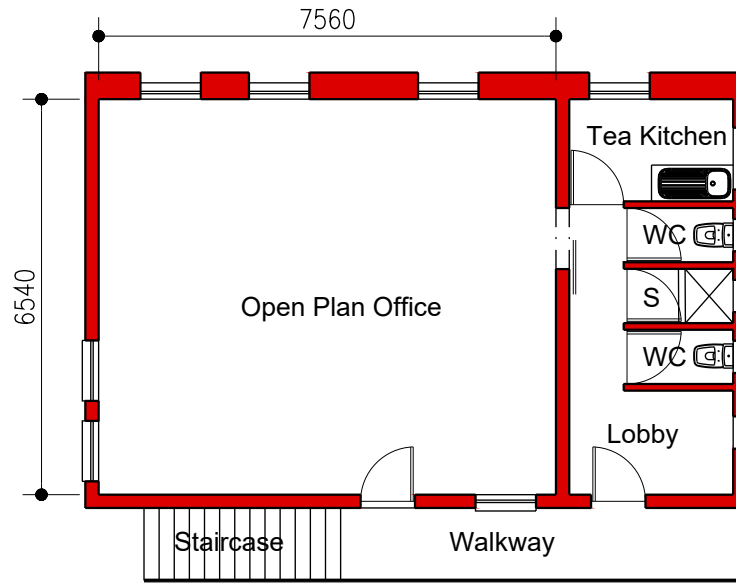 7560
Tea Kitchen
WC
6540
S
Open Plan Office
WC
Lobby
Staircase
Walkway